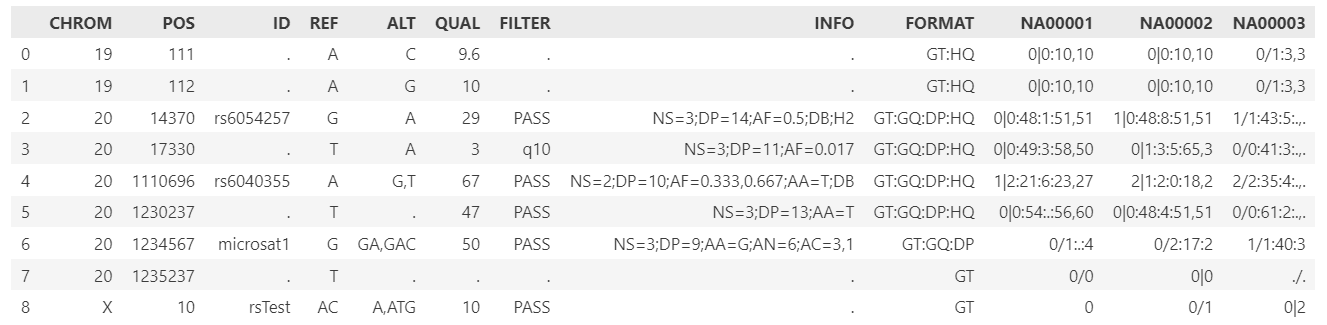 CHROM POS ID REF ALT QUAL FILTER INFO FORMAT NA00001 NA00002 NA00003
0 19 111 . A C 9.6 . . GT:HQ 0|0:10,10 0|0:10,10 0/1:3,3
1 19 112 . A G 10 . . GT:HQ 0|0:10,10 0|0:10,10 0/1:3,3
2 20 14370 rs6054257 G A 29 PASS NS=3;DP=14;AF=0.5;DB;H2 GT:GQ:DP:HQ 0|0:48:1:51,51 1|0:48:8:51,51 1/1:43:5:.,.
3 20 17330 . T A 3 q10 NS=3;DP=11;AF=0.017 GT:GQ:DP:HQ 0|0:49:3:58,50 0|1:3:5:65,3 0/0:41:3:.,.
4 20 1110696 rs6040355 A G,T 67 PASS NS=2;DP=10;AF=0.333,0.667;AA=T;DB GT:GQ:DP:HQ 1|2:21:6:23,27 2|1:2:0:18,2 2/2:35:4:.,.
5 20 1230237 . T . 47 PASS NS=3;DP=13;AA=T GT:GQ:DP:HQ 0|0:54:.:56,60 0|0:48:4:51,51 0/0:61:2:.,.
6 20 1234567 microsat1 G GA,GAC 50 PASS NS=3;DP=9;AA=G;AN=6;AC=3,1 GT:GQ:DP 0/1:.:4 0/2:17:2 1/1:40:3
7 20 1235237 . T . . . . GT 0/0 0|0 ./.
8 X 10 rsTest AC A,ATG 10 PASS . GT 0 0/1 0|2